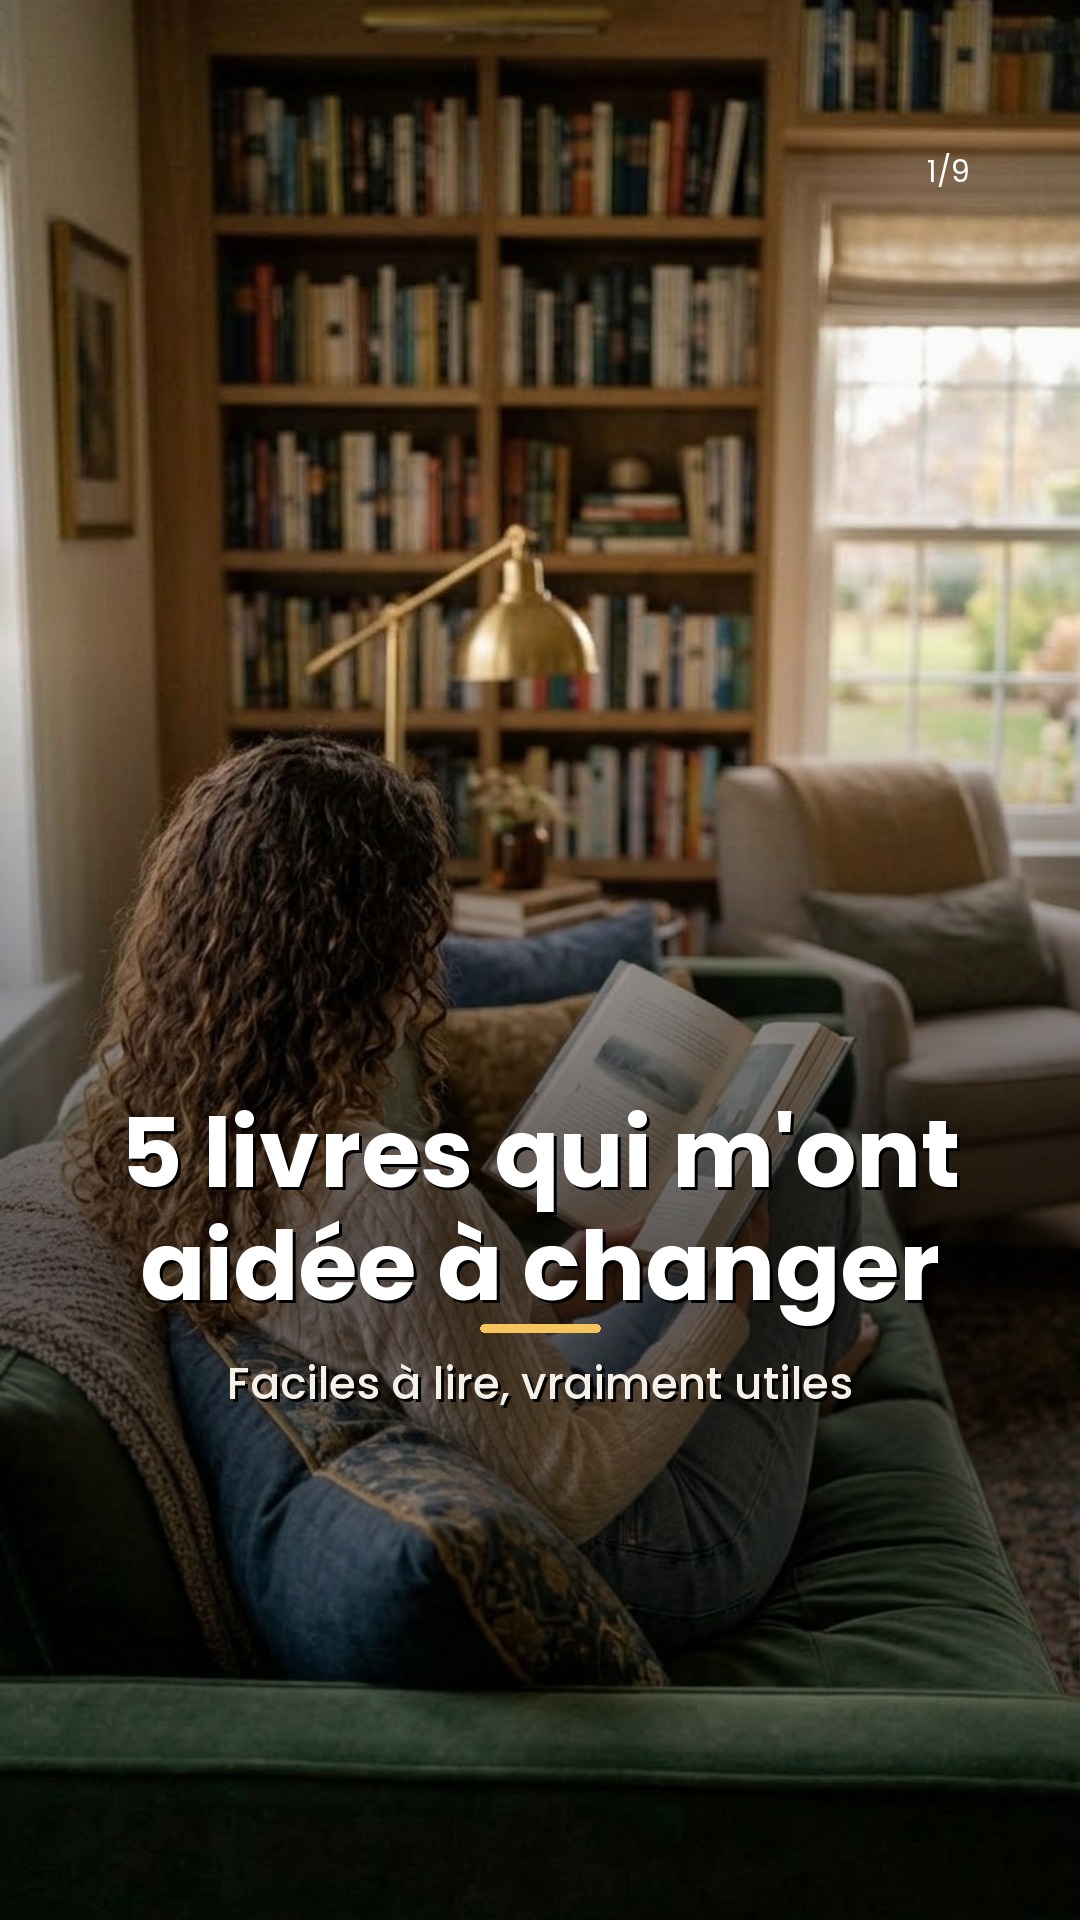 1/9
5 livres qui m'ont
aidée à changer
Faciles à lire, vraiment utiles